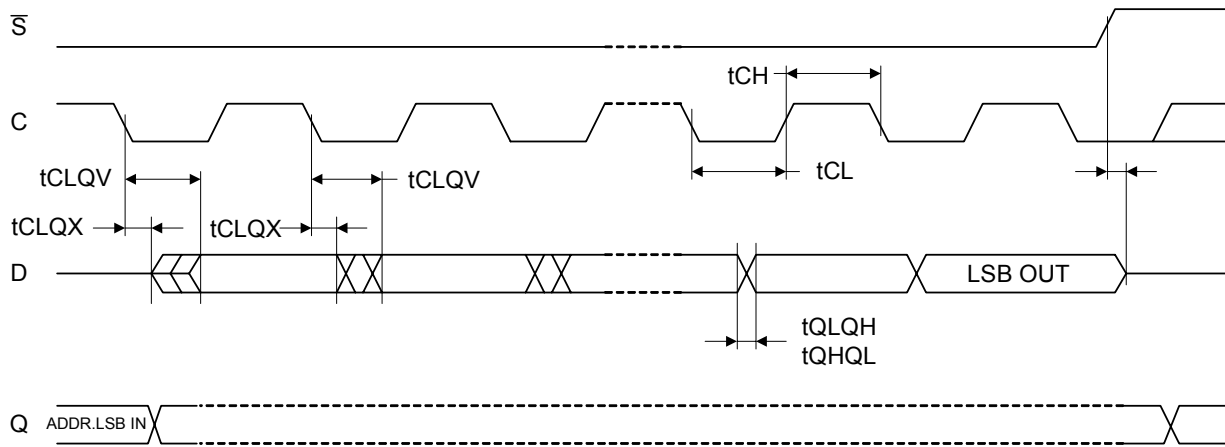 S
tCH
C
tCL
tCLQV
tCLQV
tCLQX
tCLQX
D
LSB OUT
tQLQH
tQHQL
Q
ADDR.LSB IN